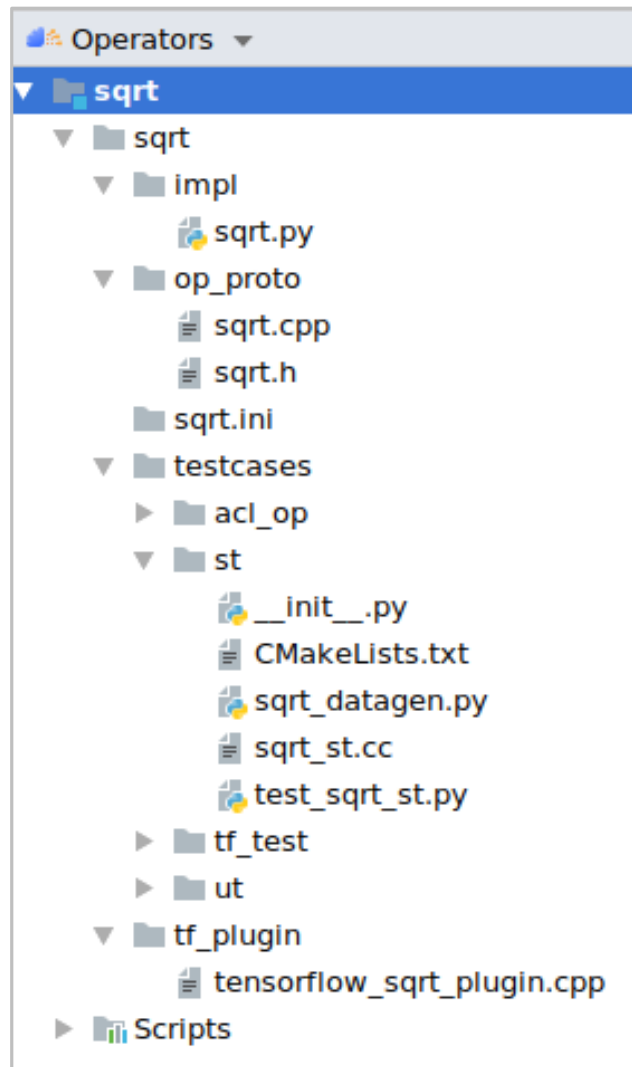 Operators
sqrt
sqrt
impl
sqrt.py
op_proto
sqrt.cpp
sqrt.h
sqrt.ini
testcases
acl_op
st
__init__.py
CMakeLists.txt
sqrt_datagen.py
sqrt_st.cc
test_sqrt_st.py
tf_test
ut
tf_plugin
tensorflow_sqrt_plugin.cpp
Scripts